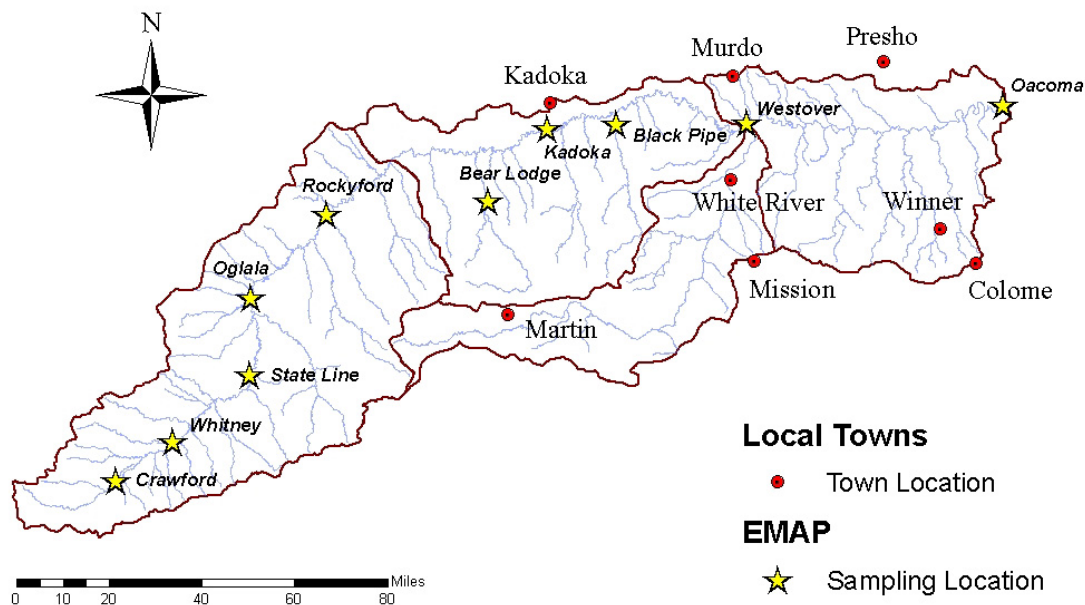 N
Presho
Murdo
Kadoka
Oacoma
Westover
Black Pipe
Kadoka
Bear Lodge
Rockyford
White River
Winner
Oglala
Mission
Colome
Martin
State Line
Whitney
Crawford
Local Towns
Town Location
EMAP
Sampling Location
Miles
0 10 20 40 60 80